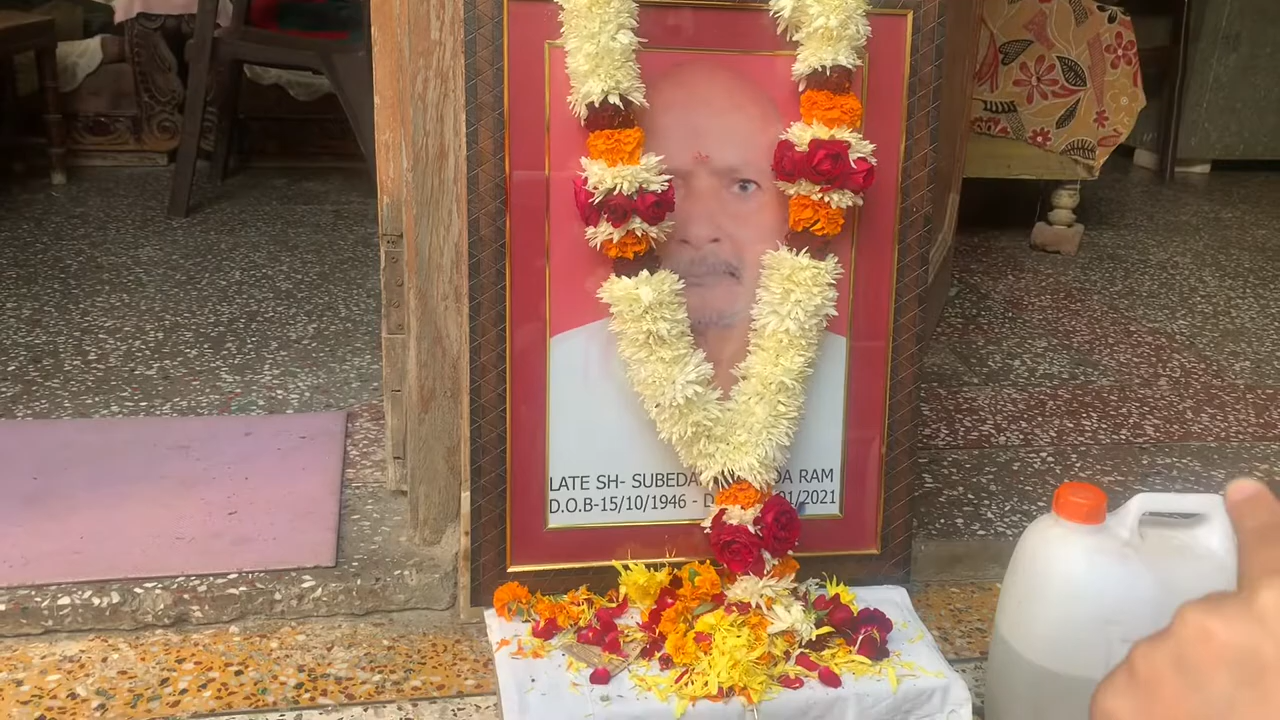 LATE SH- SUBEDA DA RAM
D.O.B-15/10/1946 - D 01/2021